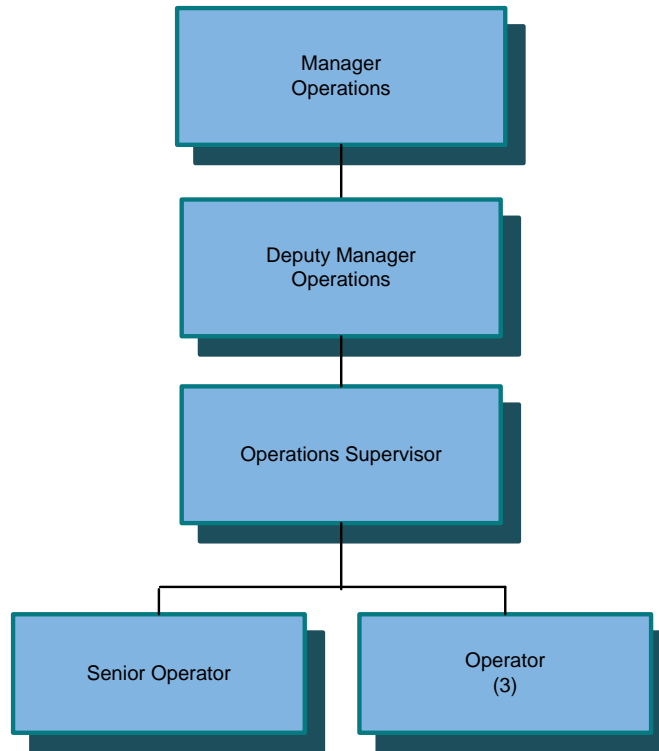 Manager
Operations
Deputy Manager
Operations
Operations Supervisor
Senior Operator
Operator
(3)